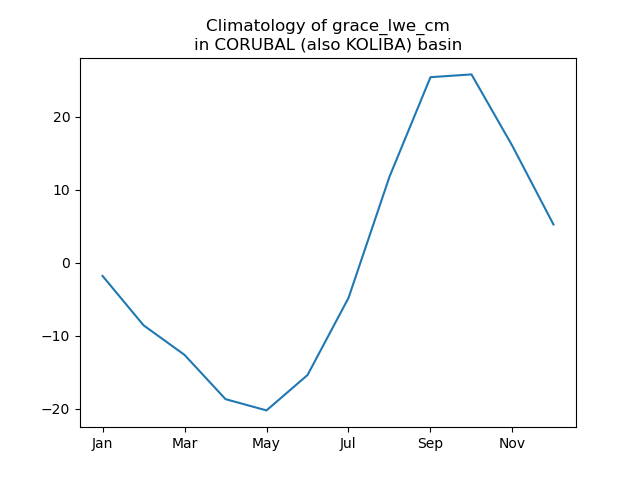 Climatology of grace_lwe_cm
in CORUBAL (also KOLIBA) basin
20
10
0
−10
−20
Jan Mar May Jul Sep Nov